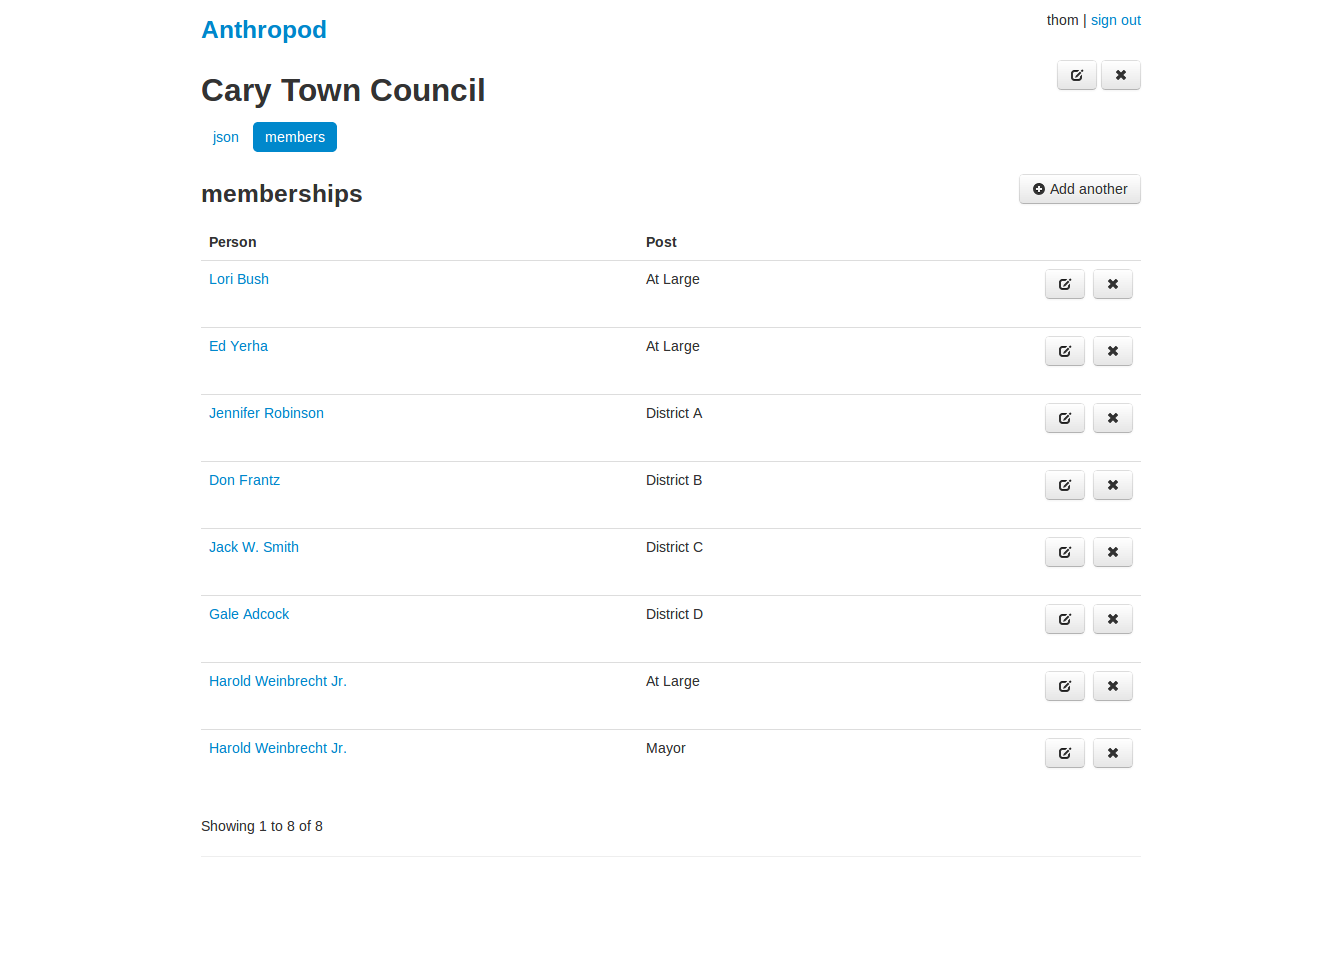 Anthropod
thom | sign out
Cary Town Council
json members
memberships
Add another
Person Post
Lori Bush At Large
Ed Yerha At Large
Jennifer Robinson District A
Don Frantz District B
Jack W. Smith District C
Gale Adcock District D
Harold Weinbrecht Jr. At Large
Harold Weinbrecht Jr. Mayor
Showing 1 to 8 of 8